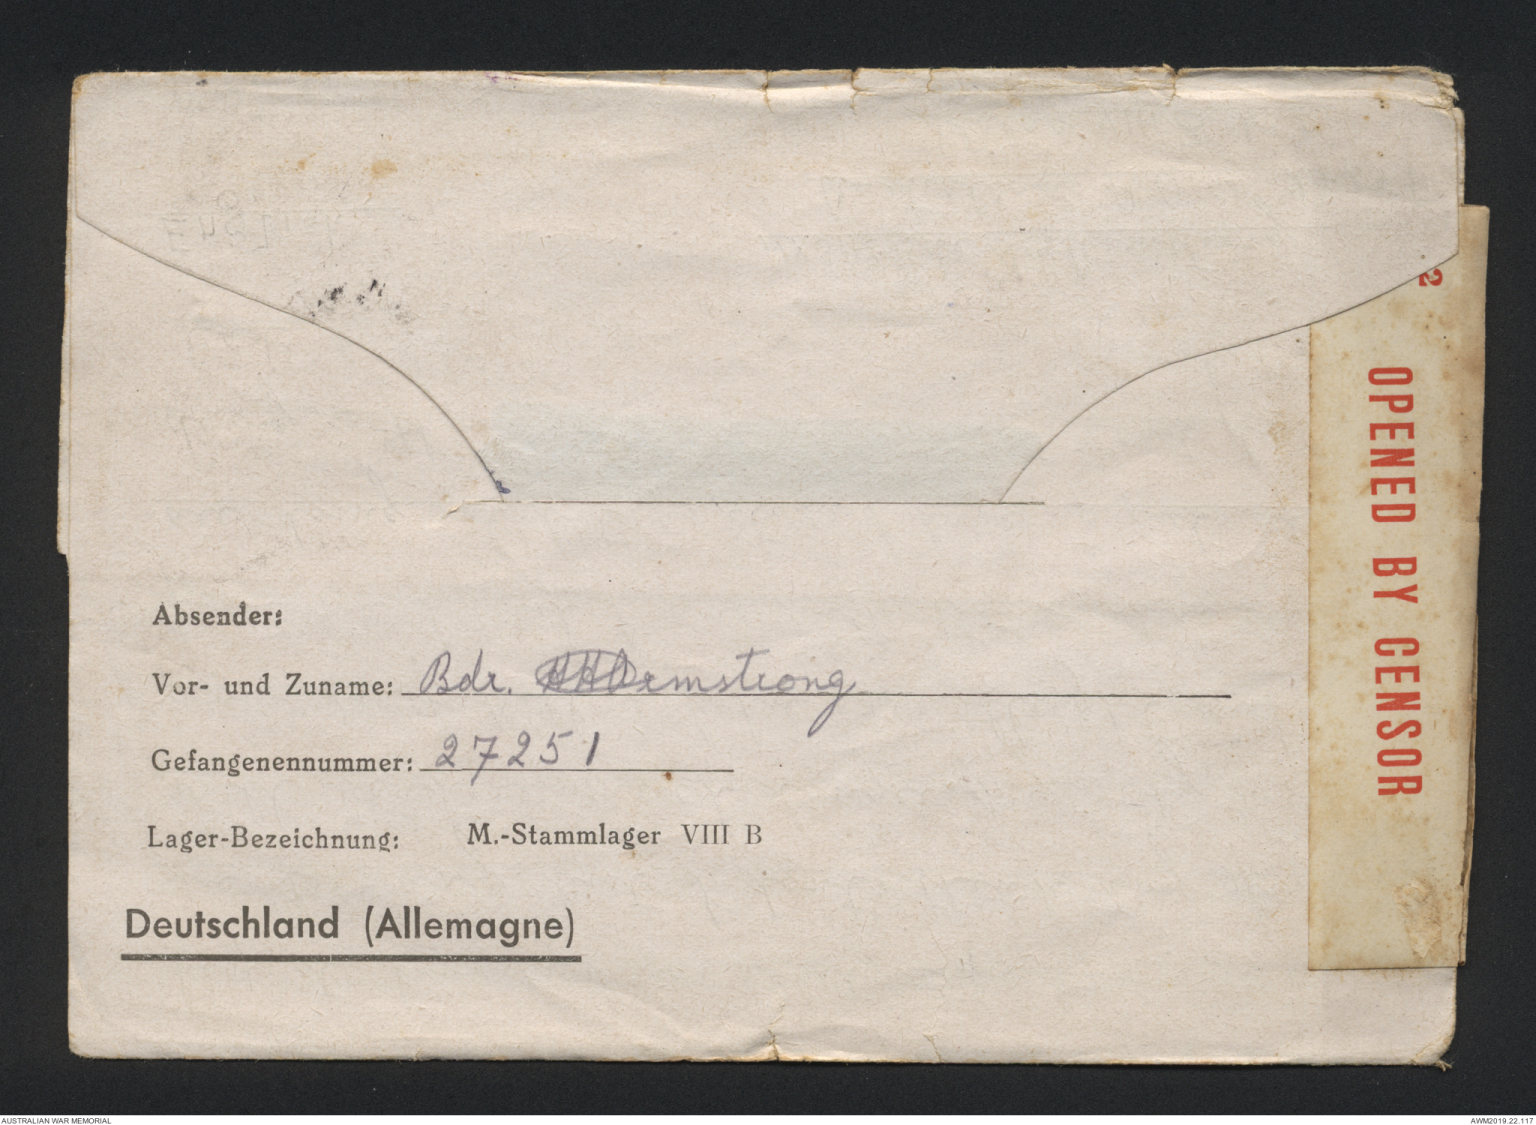 2
OPENED BY CENSOR
Absender:
Vor- und Zuname: Bdr. Armstrong
Gefangenennummer: 27251
Lager-Bezeichnung: M.-Stammlager VIII B
Deutschland (Allemagne)
AUSTRALIAN WAR MEMORIAL
AWM2019.22.117